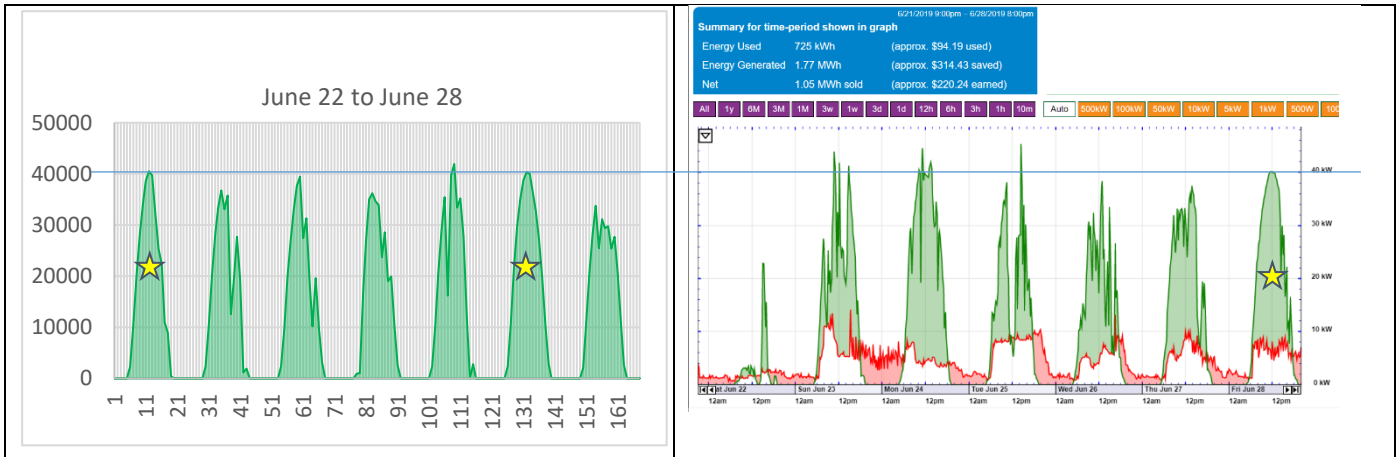 June 22 to June 28
50000
40000
30000
20000
10000
0
1 11 21 31 41 51 61 71 81 91 101 111 121 131 141 151 161
6/21/2019 9:00pm - 6/28/2019 8:00pm
Summary for time-period shown in graph
Energy Used 725 kWh (approx. $94.19 used)
Energy Generated 1.77 MWh (approx. $314.43 saved)
Net 1.05 MWh sold (approx. $220.24 earned)
All 1y 6M 3M 1M 3w 1w 3d 1d 12h 6h 3h 1h 10m Auto 500kW 100kW 50kW 10kW 5kW 1kW 500W 100
40 kW
30 kW
20 kW
10 kW
0 kW
at Jun 22 Sun Jun 23 Mon Jun 24 Tue Jun 25 Wed Jun 26 Thu Jun 27 Fri Jun 28
12am 12pm 12am 12pm 12am 12pm 12am 12pm 12am 12pm 12am 12pm 12am 12pm